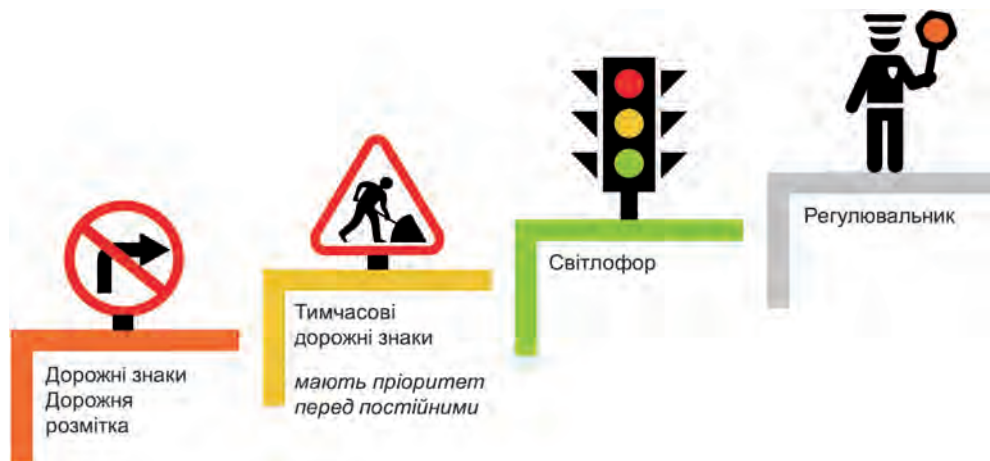 Дорожні знаки
Дорожня
розмітка
Тимчасові
дорожні знаки
мають пріоритет
перед постійними
Світлофор
Регулювальник